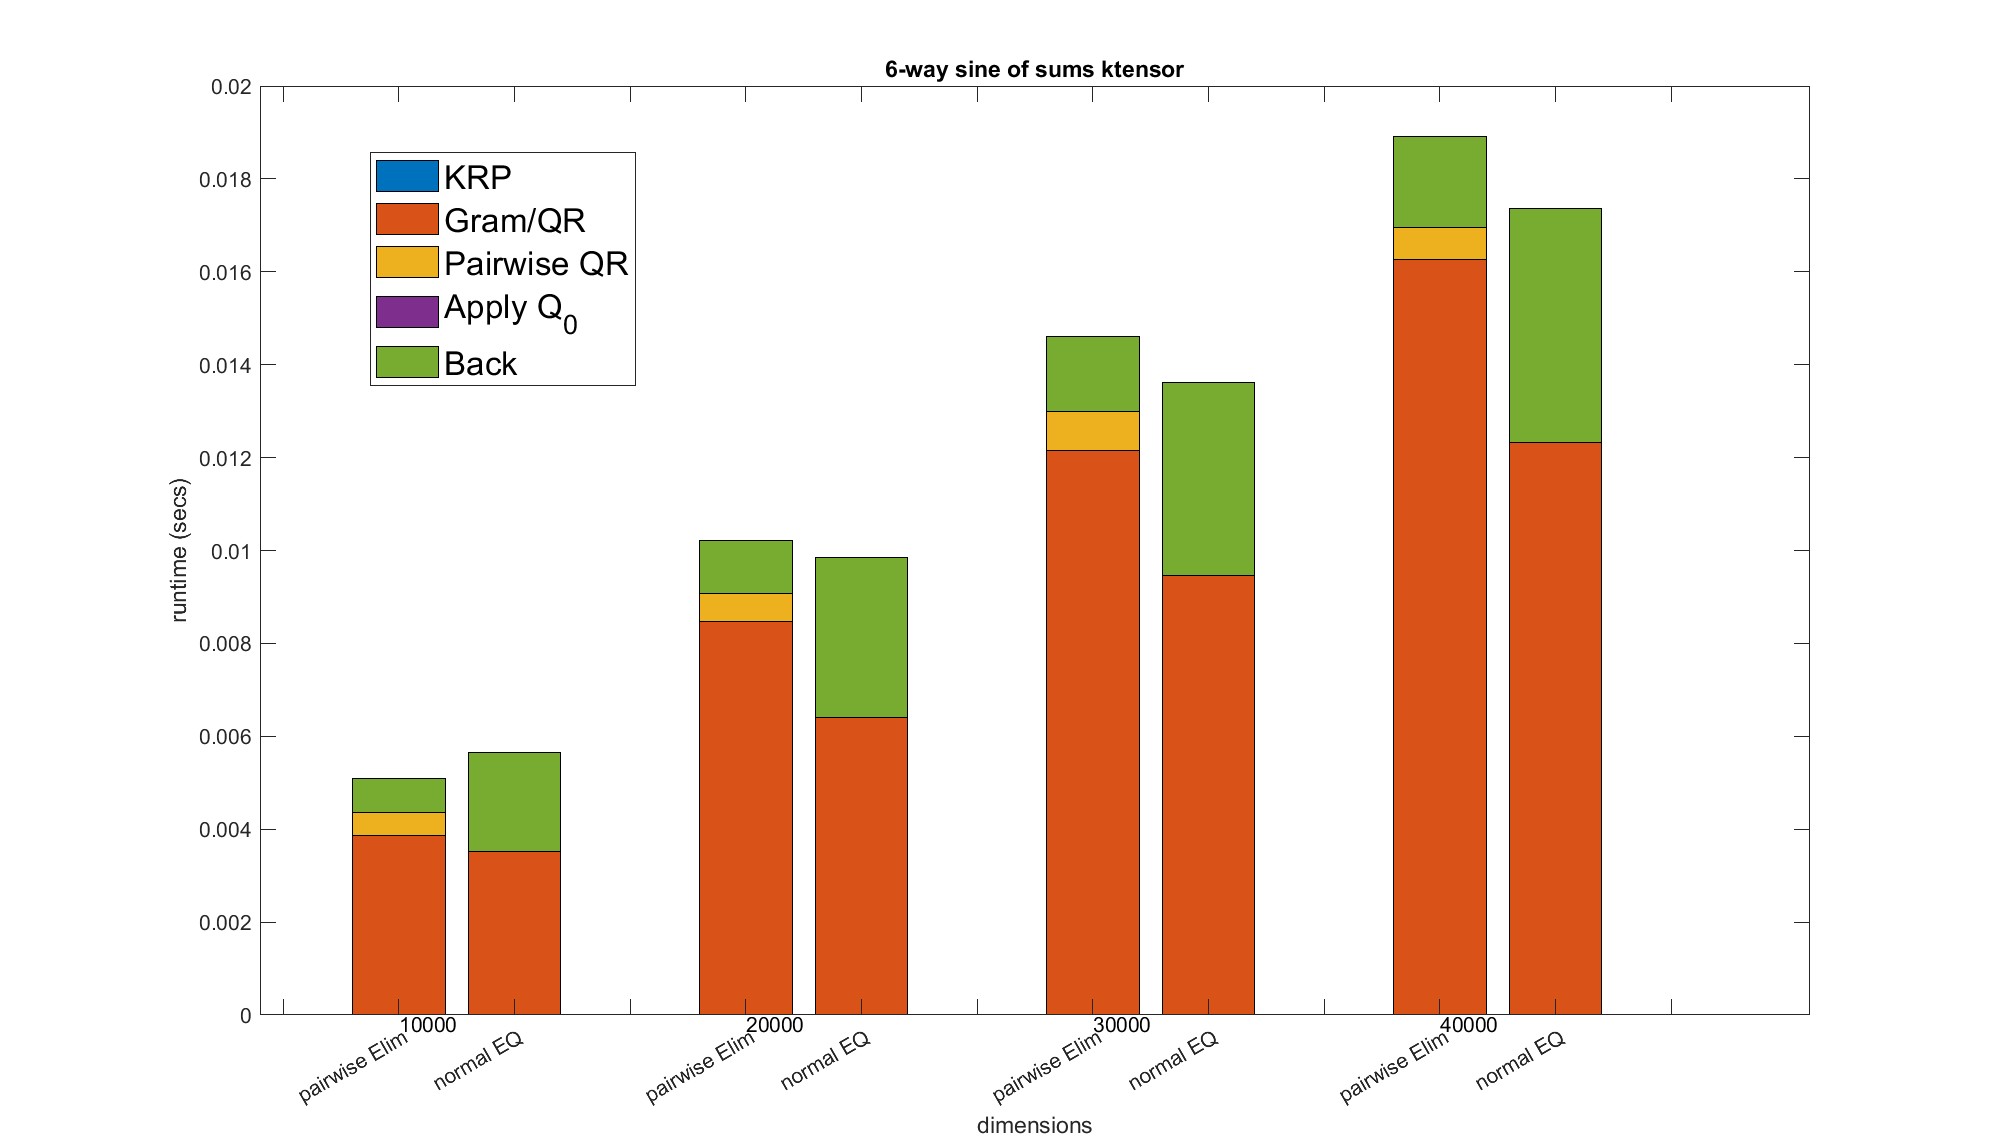 6-way sine of sums ktensor
0.02
0.018
0.016
0.014
0.012
0.01
0.008
0.006
0.004
0.002
0
runtime (secs)
KRP
Gram/QR
Pairwise QR
Apply Q0
Back
10000
20000
30000
40000
pairwise Elim
normal EQ
pairwise Elim
normal EQ
pairwise Elim
normal EQ
pairwise Elim
normal EQ
dimensions